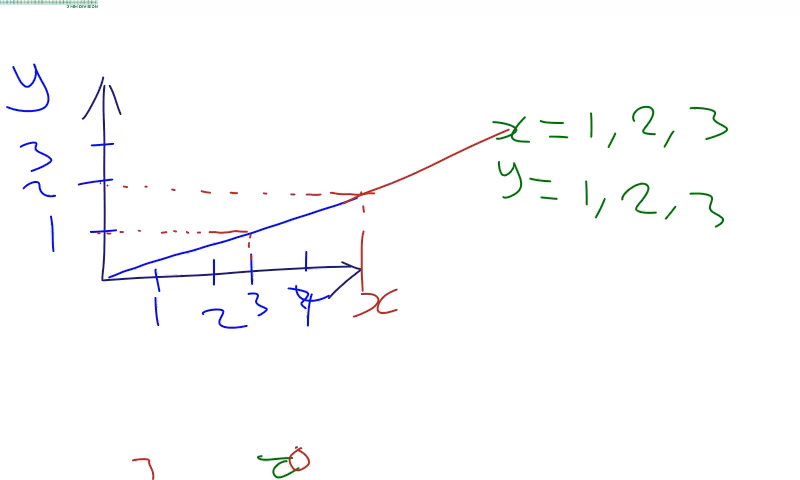 y
3
2
1
1 2 3 4 x
x = 1, 2, 3
y = 1, 2, 3